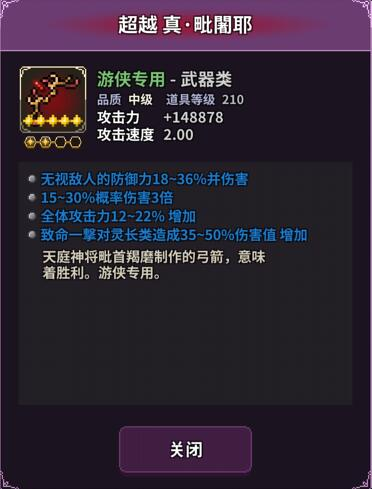 超越 真·毗闍耶
游侠专用 - 武器类
品质 中级 道具等级 210
攻击力 +148878
攻击速度 2.00
无视敌人的防御力18~36%并伤害
15~30%概率伤害3倍
全体攻击力12~22% 增加
致命一撃对灵长类造成35~50%伤害值 增加
天庭神将毗首羯磨制作的弓箭，意味
着胜利。游侠专用。
关闭